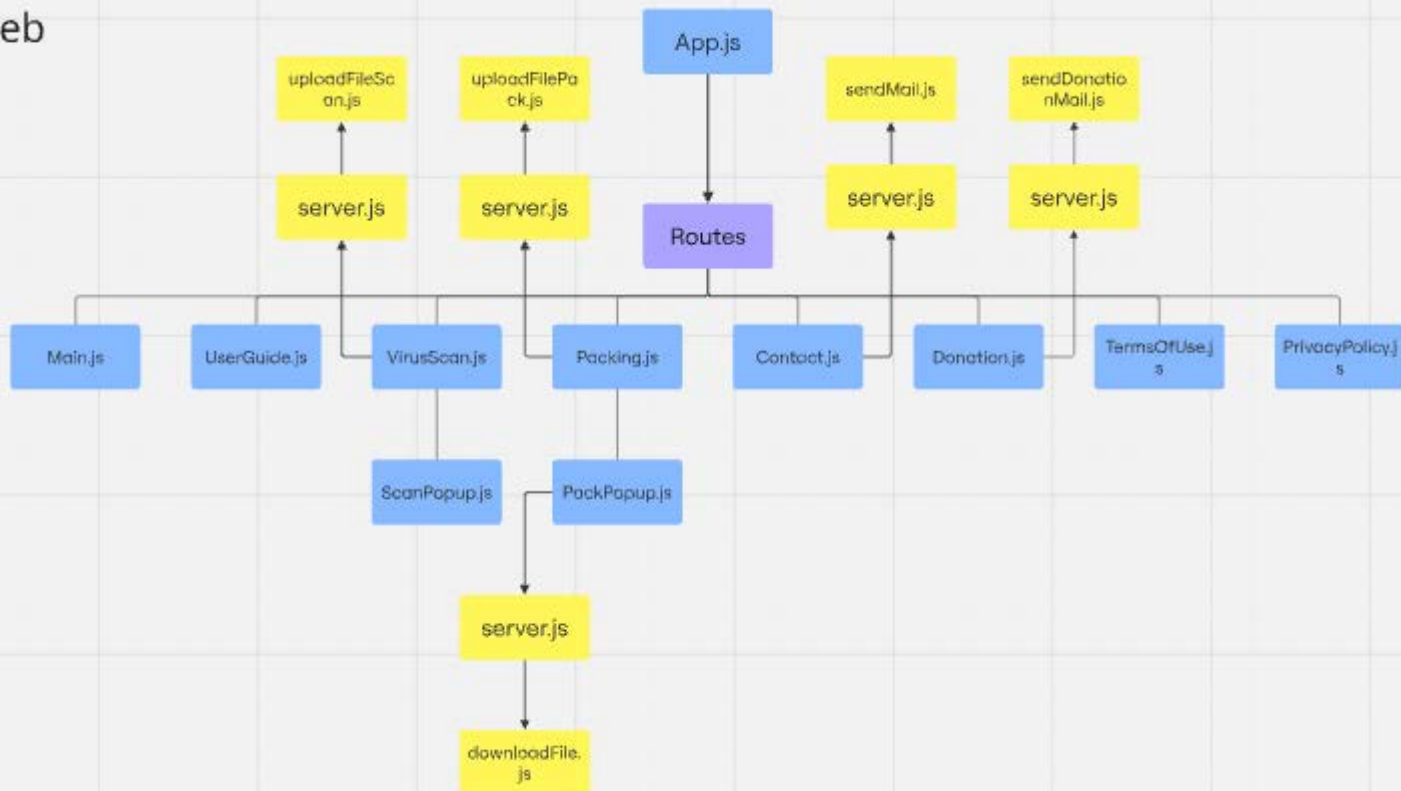 eb
App.js
uploadFileSc
an.js
uploadFilePa
ck.js
sendMail.js
sendDonatio
nMail.js
server.js
server.js
server.js
server.js
Routes
Main.js
UserGuide.js
VirusScan.js
Packing.js
Contact.js
Donation.js
TermsOfUse.j
s
PrivacyPolicy.j
s
ScanPopup.js
PackPopup.js
server.js
downloadFile.
js